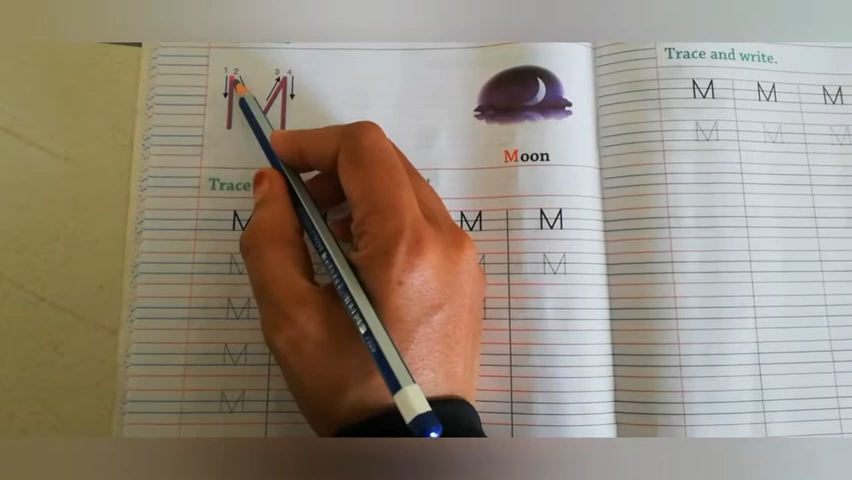 1 2 3 4
M
Moon
Trace
M M M
M M
M
M
M
Trace and write.
M M M
M M M